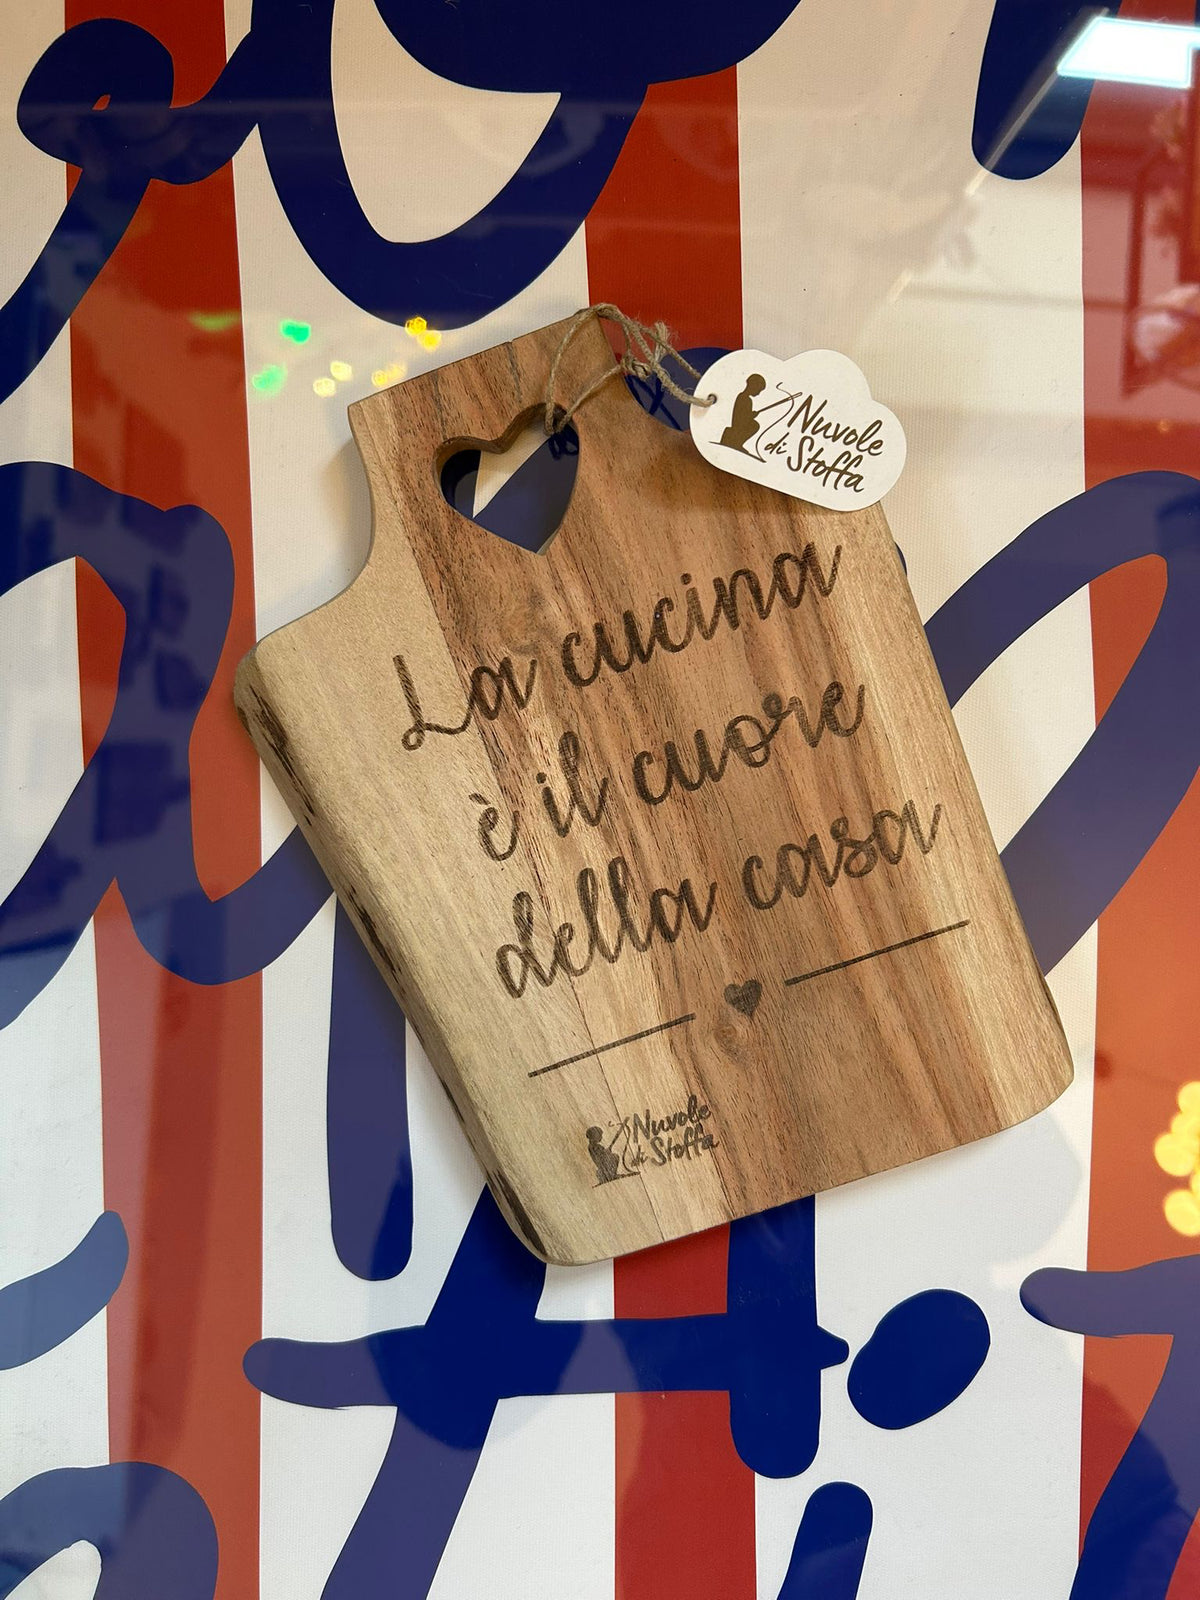 Nuvole
di Stoffa
La cucina
è il cuore
della casa
Nuvole
di Stoffa